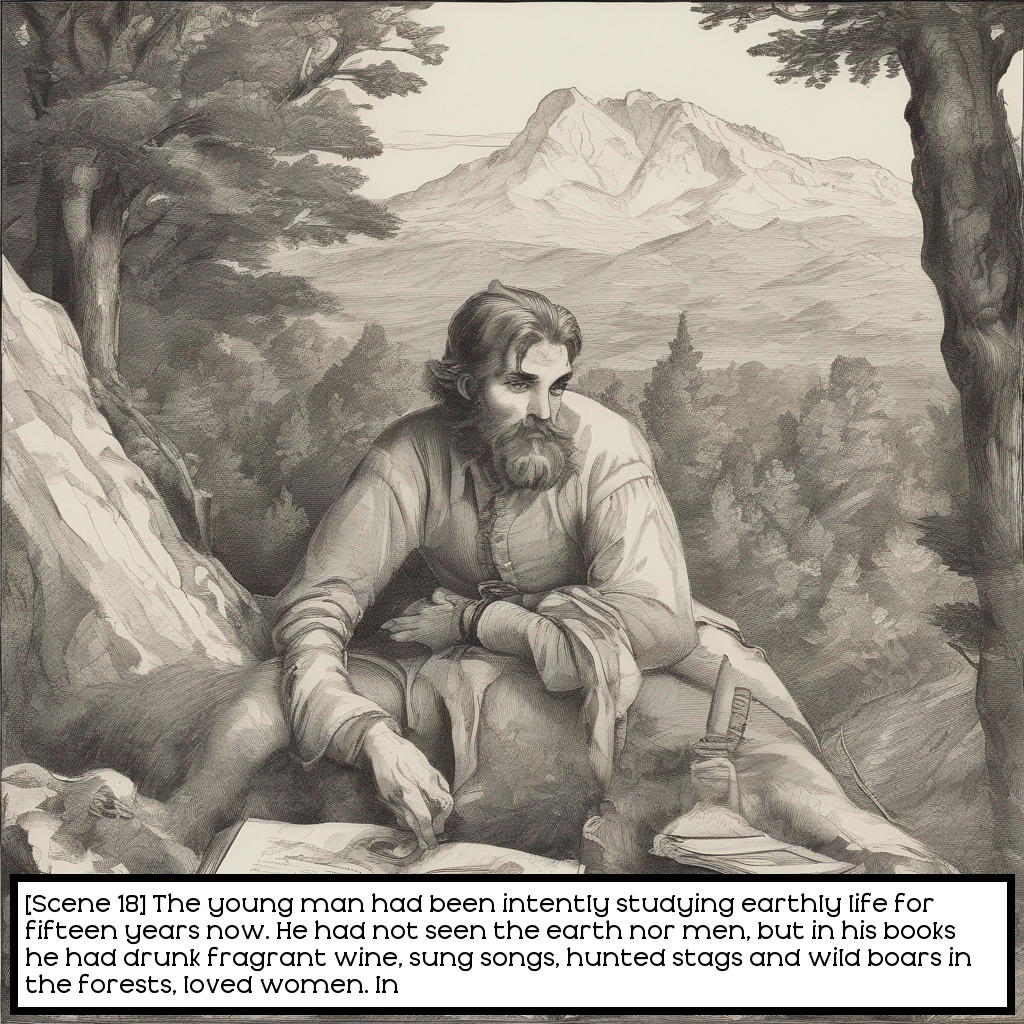 [Scene 18] The young man had been intently studying earthly life for
fifteen years now. He had not seen the earth nor men, but in his books
he had drunk fragrant wine, sung songs, hunted stags and wild boars in
the forests, loved women. In